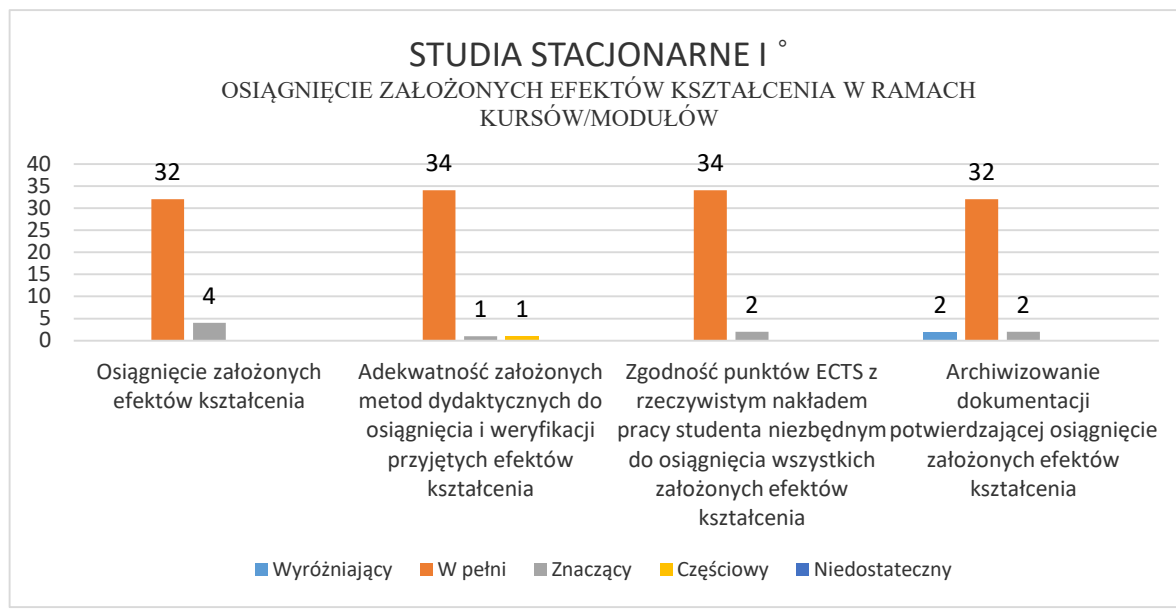 STUDIA STACJONARNE I °
OSIĄGNIĘCIE ZAŁOŻONYCH EFEKTÓW KSZTAŁCENIA W RAMACH
KURSÓW/MODUŁÓW
40
35
30
25
20
15
10
5
0
32
4
34
1
1
34
2
2
32
2
Osiągnięcie założonych
efektów kształcenia
Adekwatność założonych
metod dydaktycznych do
osiągnięcia i weryfikacji
przyjętych efektów
kształcenia
Zgodność punktów ECTS z
rzeczywistym nakładem
pracy studenta niezbędnym
do osiągnięcia wszystkich
założonych efektów
kształcenia
Archiwizowanie
dokumentacji
potwierdzającej osiągnięcie
założonych efektów
kształcenia
Wyróżniający
W pełni
Znaczący
Częściowy
Niedostateczny